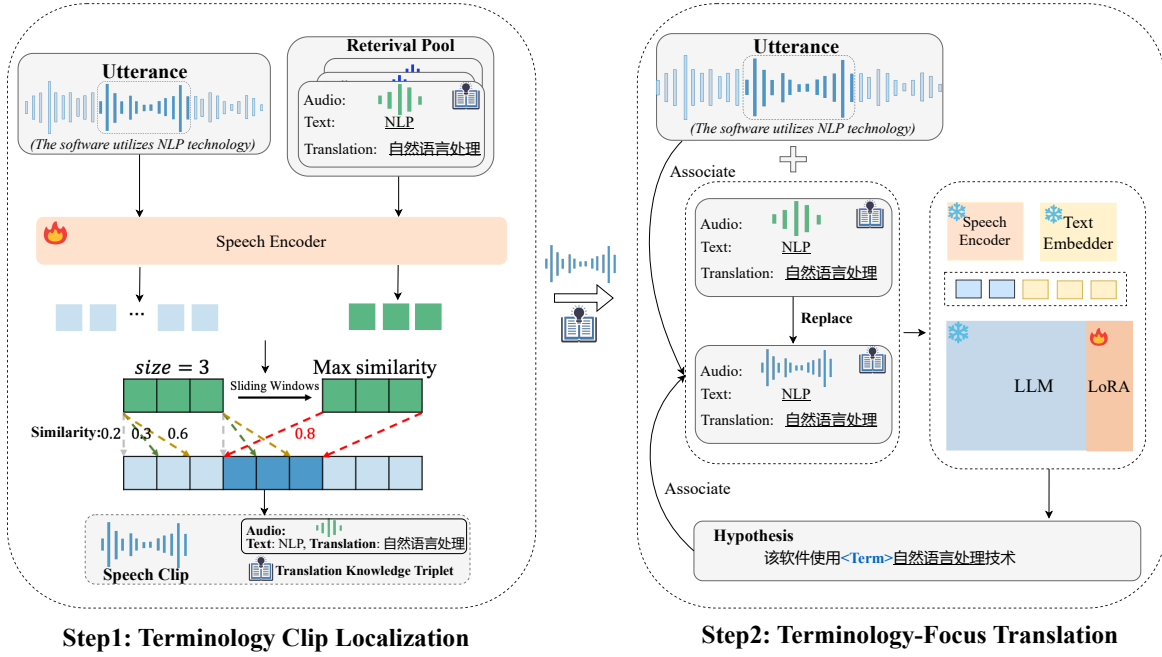 Utterance
(The software utilizes NLP technology)
Reterival Pool
Audio:
Text: NLP
Translation: 自然语言处理
Speech Encoder
...
size = 3
Sliding Windows
Max similarity
Similarity: 0.2 0.3 0.6 0.8
Speech Clip
Audio:
Text: NLP, Translation: 自然语言处理
Translation Knowledge Triplet
Step1: Terminology Clip Localization
Utterance
(The software utilizes NLP technology)
Associate
Audio:
Text: NLP
Translation: 自然语言处理
Replace
Audio:
Text: NLP
Translation: 自然语言处理
Associate
Speech
Encoder
Text
Embedder
LLM
LoRA
Hypothesis
该软件使用<Term>自然语言处理技术
Step2: Terminology-Focus Translation